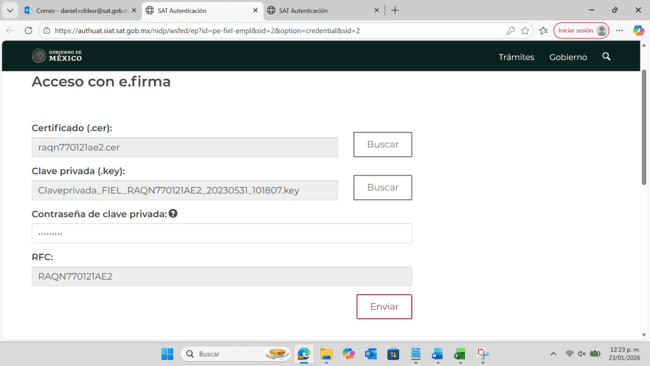 Correo - daniel.roblesr@sat.gob.m
SAT Autenticación
SAT Autenticación
https://authuat.siat.sat.gob.mx/nidp/wsfed/ep?id=pe-fiel-empl&sid=2&option=credential&sid=2
Iniciar sesión
GOBIERNO DE
MÉXICO
Trámites
Gobierno
Acceso con e.firma
Certificado (.cer):
raqn770121ae2.cer
Buscar
Clave privada (.key):
Claveprivada_FIEL_RAQN770121AE2_20230531_101807.key
Buscar
Contraseña de clave privada:
•••••••••
RFC:
RAQN770121AE2
Enviar
Buscar
12:23 p. m.
23/01/2026